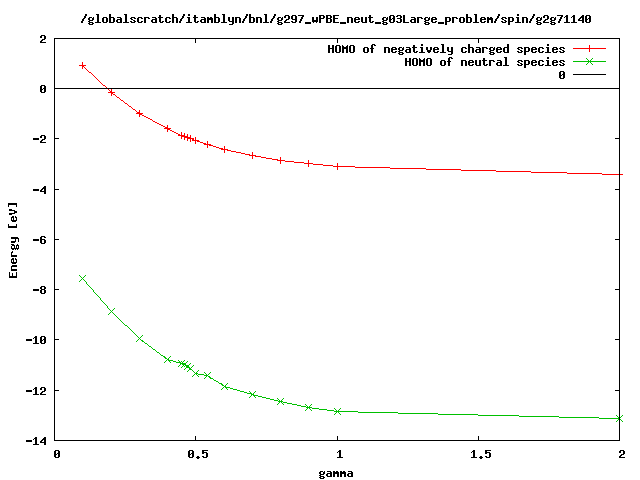 /globalscratch/itamblyn/bnl/g297_wPBE_neut_g03Large_problem/spin/g2g71140
HOMO of negatively charged species
HOMO of neutral species
0
2
0
-2
-4
-6
-8
-10
-12
-14
Energy [eV]
0 0.5 1 1.5 2
gamma